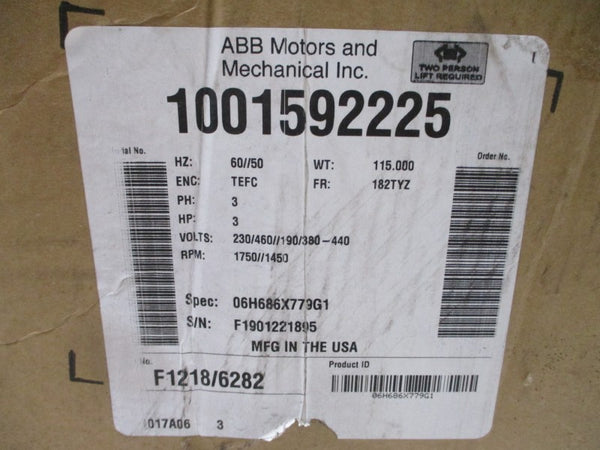 ABB Motors and
Mechanical Inc.
TWO PERSON
LIFT REQUIRED
1001592225
ial No.
Order No.
HZ: 60//50 WT: 115.000
ENC: TEFC FR: 182TYZ
PH: 3
HP: 3
VOLTS: 230/460//190/380-440
RPM: 1750//1450
Spec: 06H686X779G1
S/N: F1901221895
MFG IN THE USA
No.
F1218/6282
Product ID
06H686X779G1
1017A06 3